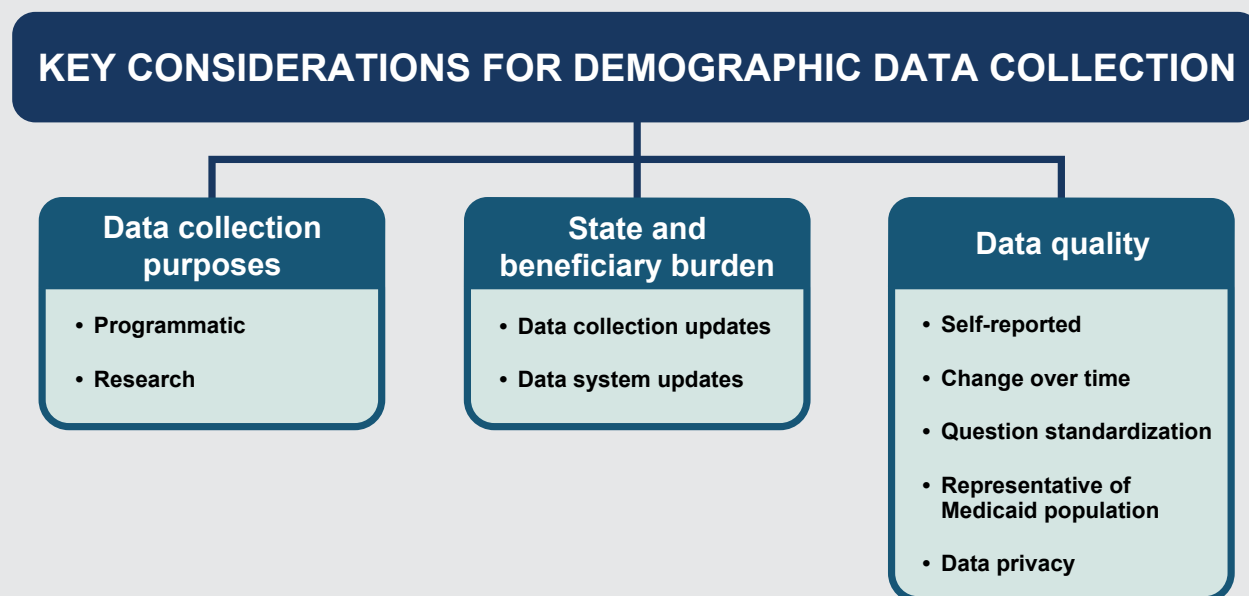 KEY CONSIDERATIONS FOR DEMOGRAPHIC DATA COLLECTION
Data collection
purposes
• Programmatic
• Research
State and
beneficiary burden
• Data collection updates
• Data system updates
Data quality
• Self-reported
• Change over time
• Question standardization
• Representative of
Medicaid population
• Data privacy